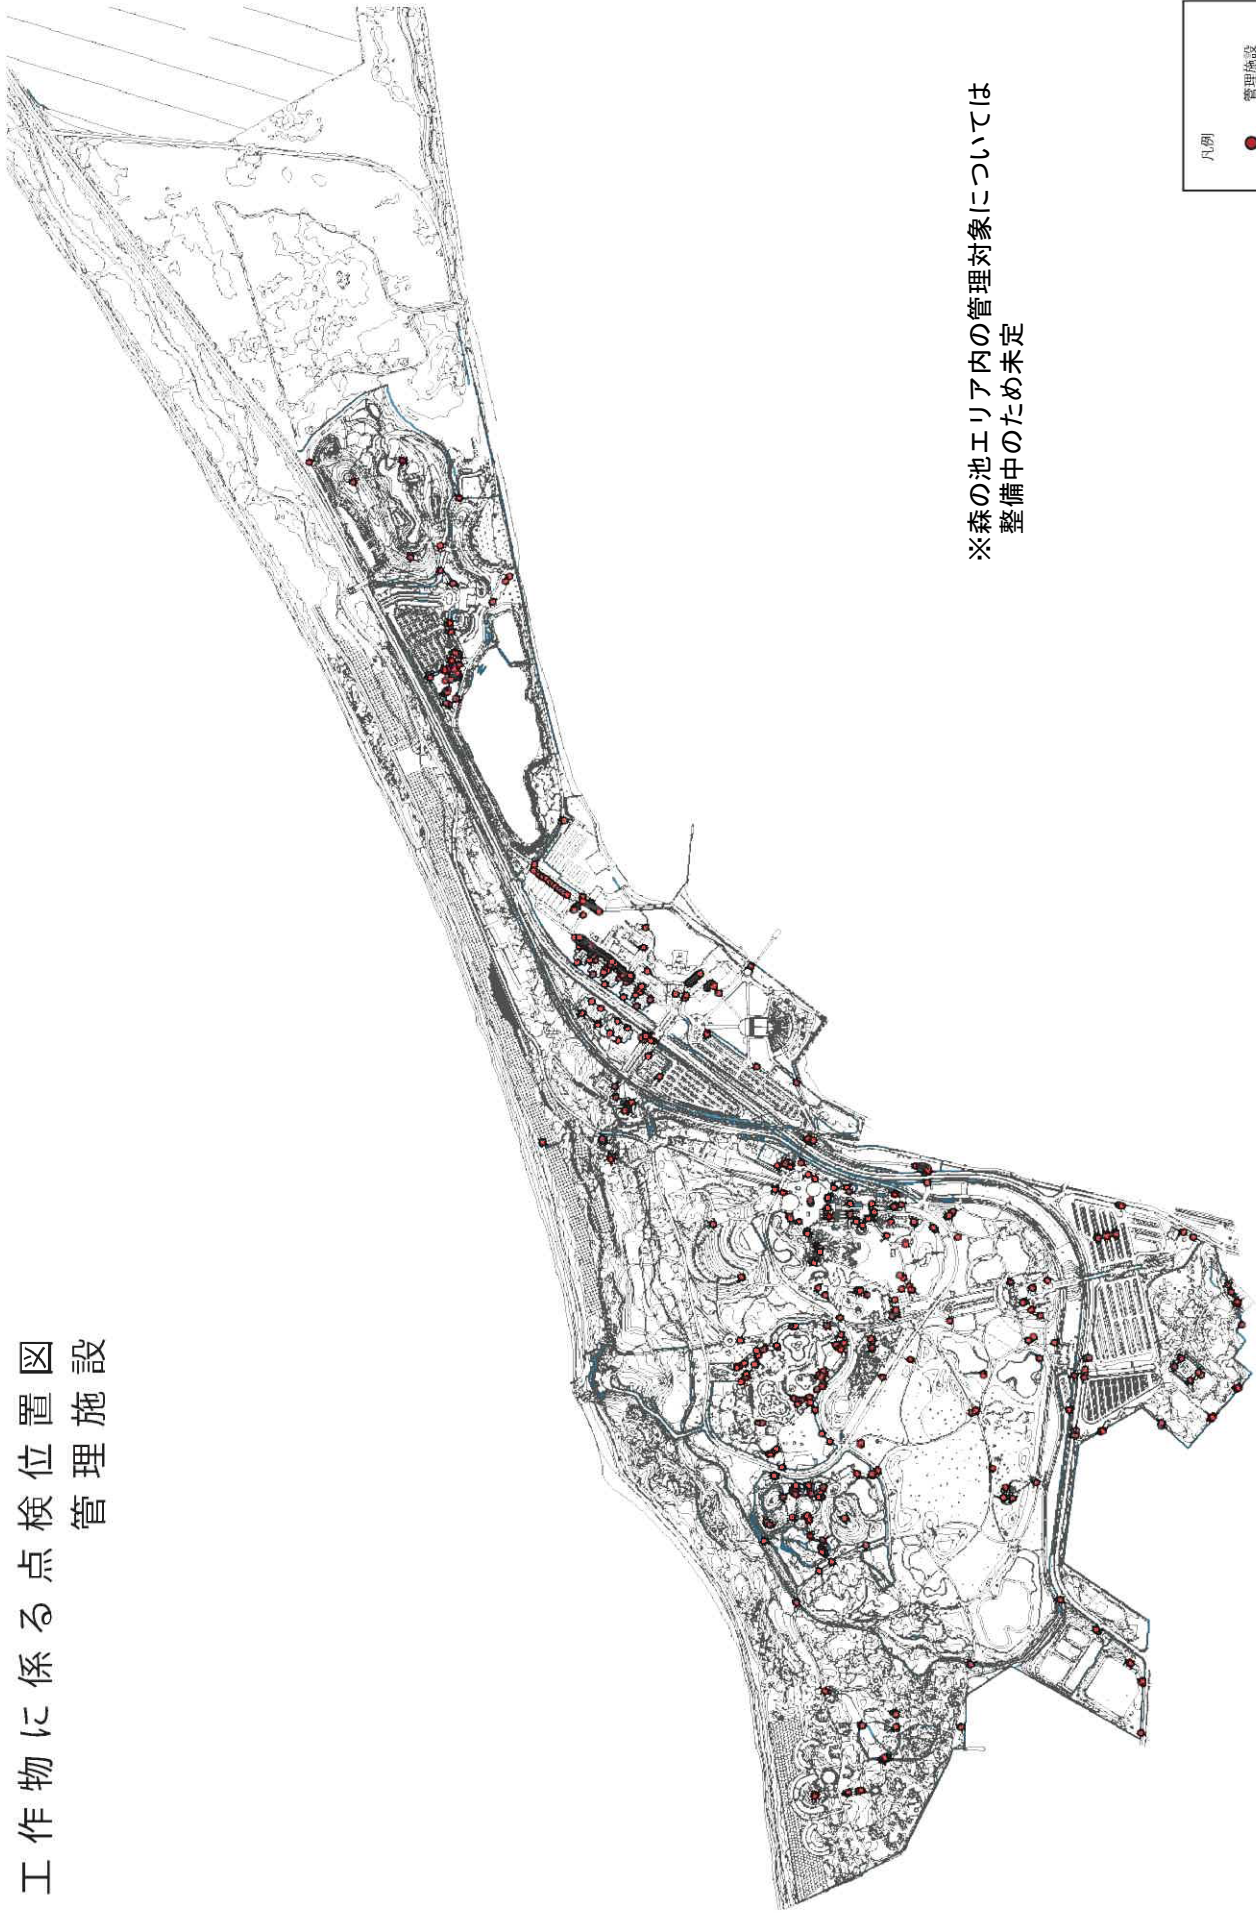 工作物に係る点検位置図
管理施設
※森の池エリア内の管理対象については
整備中のため未定
凡例
管理施設